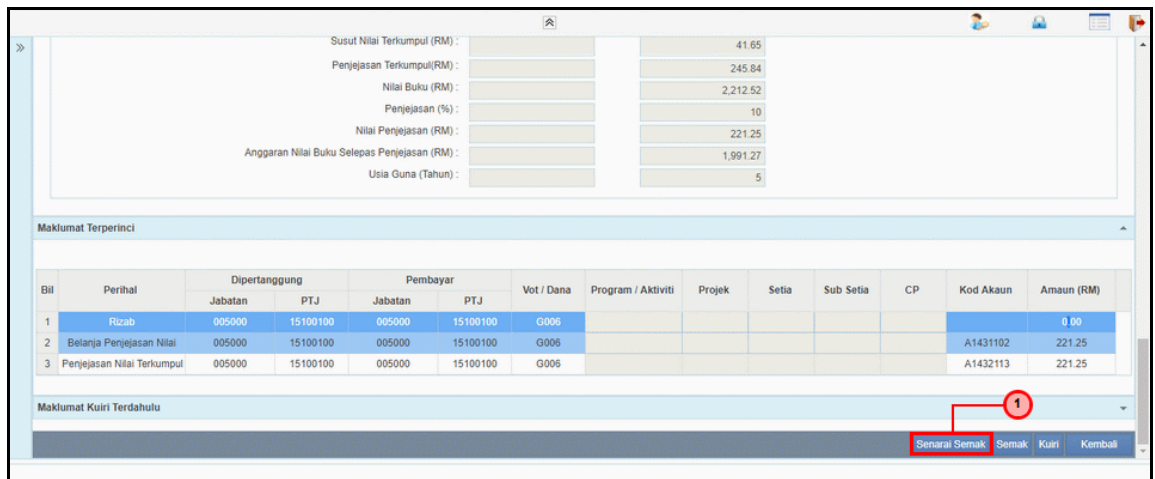 Susut Nilai Terkumpul (RM) : 41.65
Penjejasan Terkumpul(RM) : 245.84
Nilai Buku (RM) : 2,212.52
Penjejasan (%) : 10
Nilai Penjejasan (RM) : 221.25
Anggaran Nilai Buku Selepas Penjejasan (RM) : 1,991.27
Usia Guna (Tahun) : 5
Maklumat Terperinci
Bil Perihal Dipertanggung Pembayar Vot / Dana Program / Aktiviti Projek Setia Sub Setia CP Kod Akaun Amaun (RM)
Jabatan PTJ Jabatan PTJ
1 Rizab 005000 15100100 005000 15100100 G006 0.00
2 Belanja Penjejasan Nilai 005000 15100100 005000 15100100 G006 A1431102 221.25
3 Penjejasan Nilai Terkumpul 005000 15100100 005000 15100100 G006 A1432113 221.25
Maklumat Kuiri Terdahulu
1
Senarai Semak Semak Kuiri Kembali